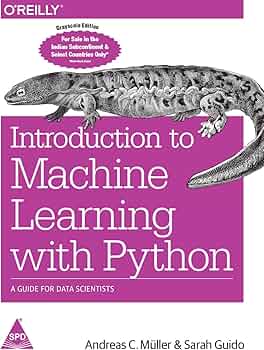 O'REILLY®
Grayscale Edition
For Sale in the
Indian Subcontinent &
Select Countries Only*
Introduction to
Machine
Learning
with Python
A GUIDE FOR DATA SCIENTISTS
SPD
Andreas C. Müller & Sarah Guido